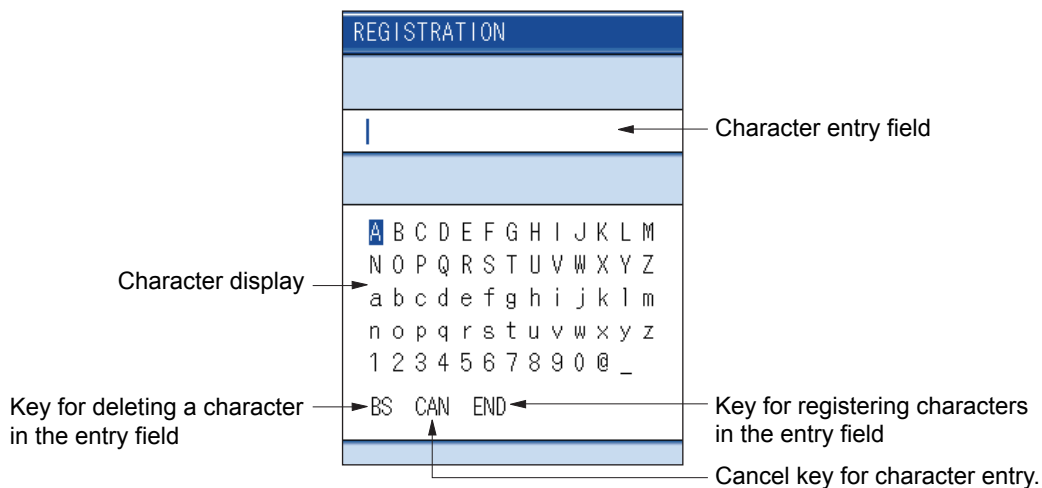 REGISTRATION
Character entry field
A B C D E F G H I J K L M
N O P Q R S T U V W X Y Z
Character display
a b c d e f g h i j k l m
n o p q r s t u v w x y z
1 2 3 4 5 6 7 8 9 0 @ _
Key for deleting a character
in the entry field
BS CAN END
Key for registering characters
in the entry field
Cancel key for character entry.